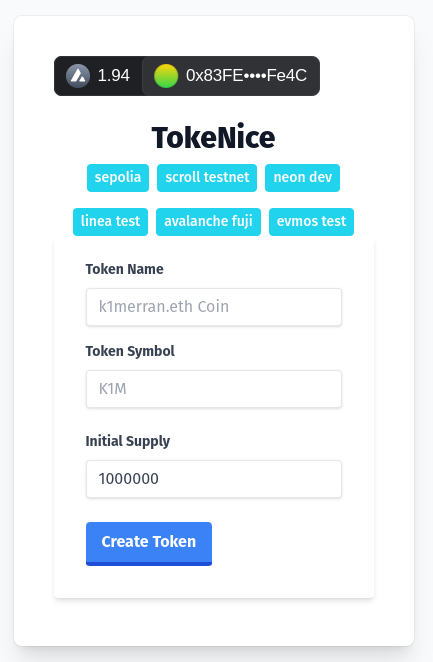 1.94 0x83FE••••Fe4C
TokeNice
sepolia scroll testnet neon dev
linea test avalanche fuji evmos test
Token Name
k1merran.eth Coin
Token Symbol
K1M
Initial Supply
1000000
Create Token